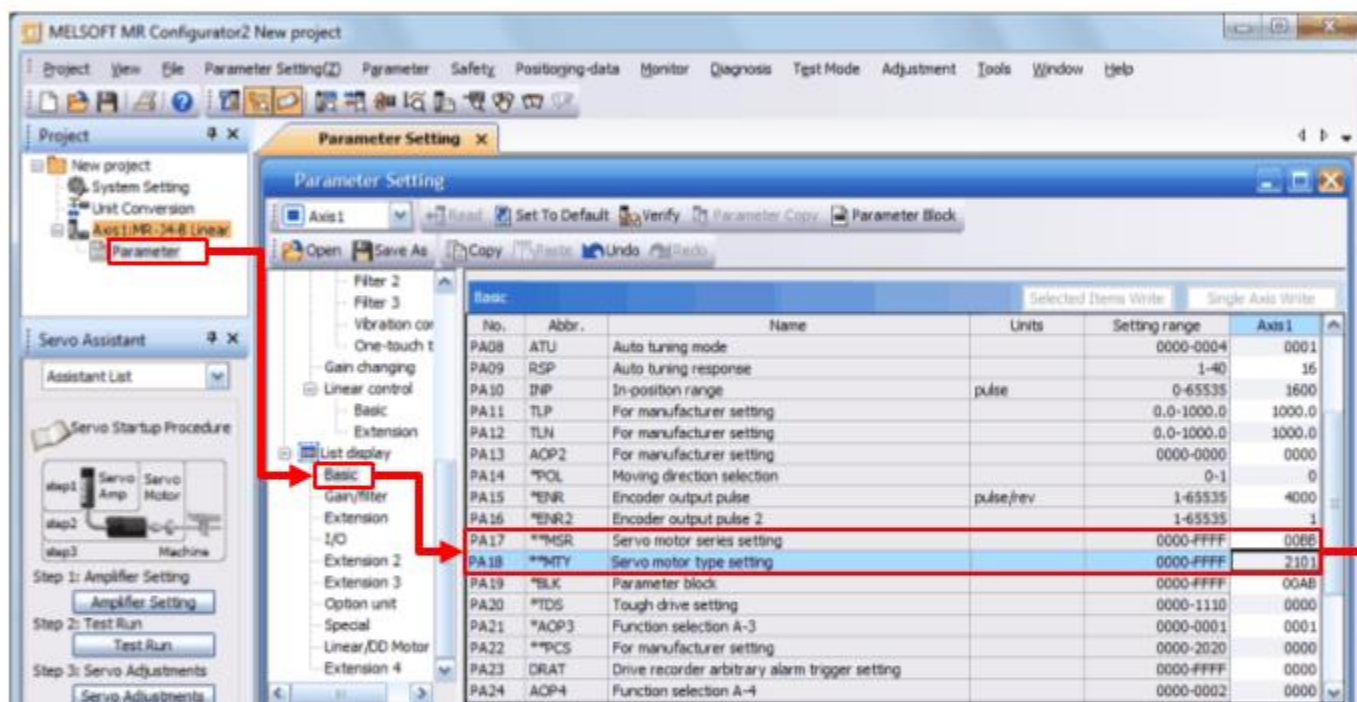 MELSOFT MR Configurator2 New project
Project View File Parameter Setting(Z) Parameter Safety Positioning-data Monitor Diagnosis Test Mode Adjustment Tools Window Help
Project
New project
System Setting
Unit Conversion
Axis1:MR-J4-B Linear
Parameter
Servo Assistant
Assistant List
Servo Startup Procedure
step1 Servo Amp Servo Motor
step2
step3 Machine
Step 1: Amplifier Setting
Amplifier Setting
Step 2: Test Run
Test Run
Step 3: Servo Adjustments
Servo Adjustments
Parameter Setting
Parameter Setting
Axis1 Read Set To Default Verify Parameter Copy Parameter Block
Open Save As Copy Paste Undo Redo
Filter 2
Filter 3
Vibration cor
One-touch t
Gain changing
Linear control
Basic
Extension
List display
Basic
Gain/filter
Extension
I/O
Extension 2
Extension 3
Option unit
Special
Linear/DD Motor
Extension 4
Basic Selected Items Write Single Axis Write
No. Abbr. Name Units Setting range Axis1
PA08 ATU Auto tuning mode 0000-0004 0001
PA09 RSP Auto tuning response 1-40 16
PA10 INP In-position range pulse 0-65535 1600
PA11 TLP For manufacturer setting 0.0-1000.0 1000.0
PA12 TLN For manufacturer setting 0.0-1000.0 1000.0
PA13 AOP2 For manufacturer setting 0000-0000 0000
PA14 *POL Moving direction selection 0-1 0
PA15 *ENR Encoder output pulse pulse/rev 1-65535 4000
PA16 *ENR2 Encoder output pulse 2 1-65535 1
PA17 **MSR Servo motor series setting 0000-FFFF 00BB
PA18 **MTY Servo motor type setting 0000-FFFF 2101
PA19 *BLK Parameter block 0000-FFFF 00AB
PA20 *TDS Tough drive setting 0000-1110 0000
PA21 *AOP3 Function selection A-3 0000-0001 0001
PA22 **PCS For manufacturer setting 0000-2020 0000
PA23 DRAT Drive recorder arbitrary alarm trigger setting 0000-FFFF 0000
PA24 AOP4 Function selection A-4 0000-0002 0000